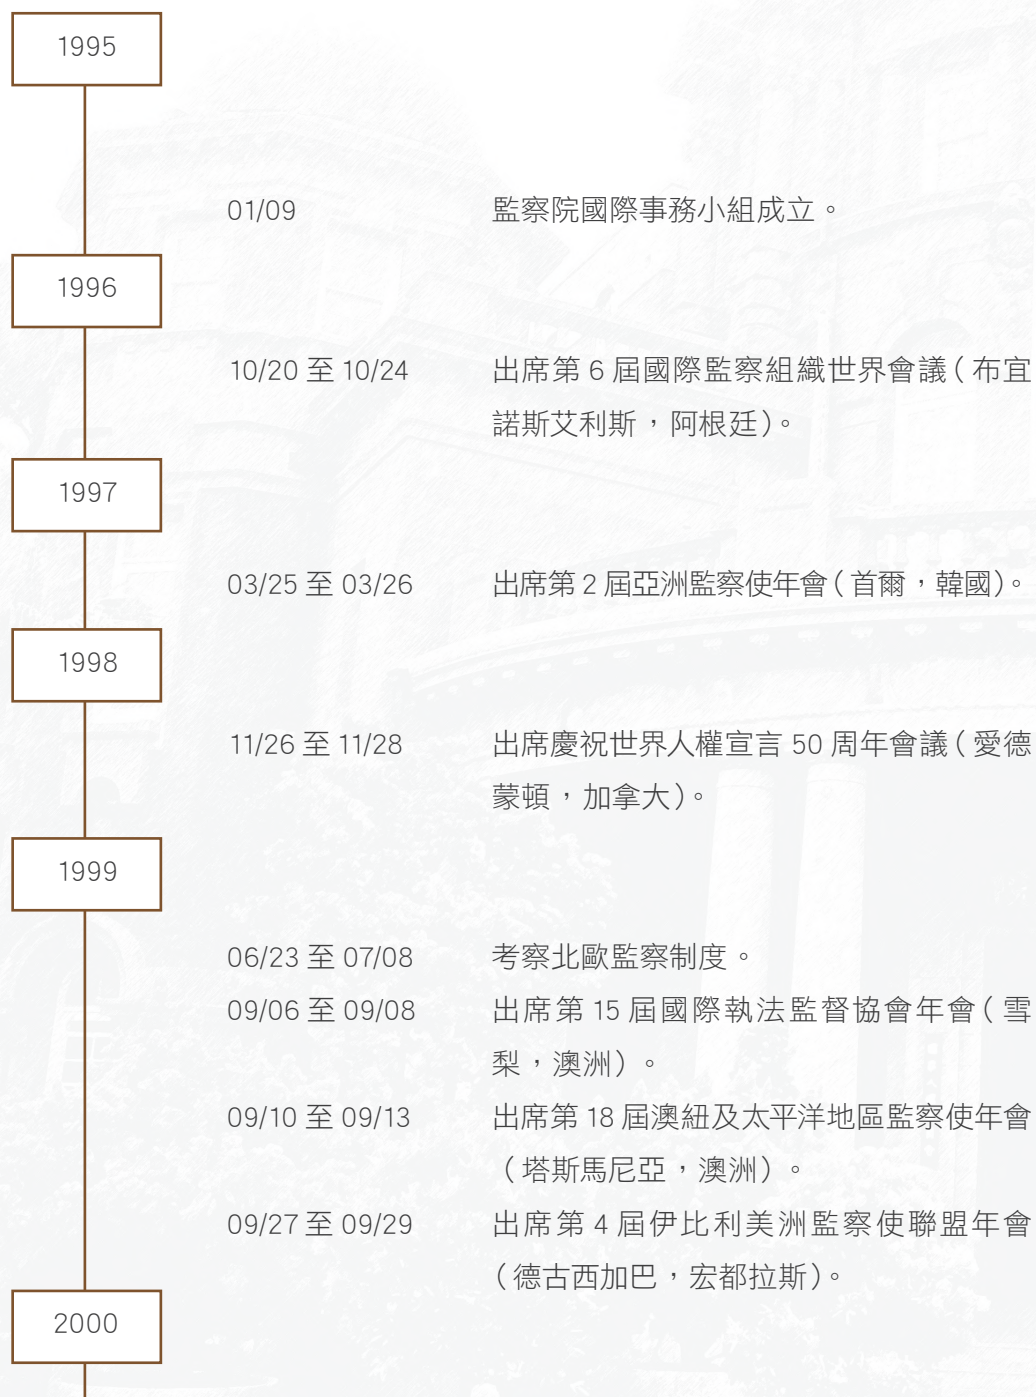 1995
01/09 監察院國際事務小組成立。
1996
10/20 至 10/24 出席第 6 屆國際監察組織世界會議(布宜
諾斯艾利斯，阿根廷)。
1997
03/25 至 03/26 出席第 2 屆亞洲監察使年會(首爾，韓國)。
1998
11/26 至 11/28 出席慶祝世界人權宣言 50 周年會議(愛德
蒙頓，加拿大)。
1999
06/23 至 07/08 考察北歐監察制度。
09/06 至 09/08 出席第 15 屆國際執法監督協會年會(雪
梨，澳洲)。
09/10 至 09/13 出席第 18 屆澳紐及太平洋地區監察使年會
(塔斯馬尼亞，澳洲)。
09/27 至 09/29 出席第 4 屆伊比利美洲監察使聯盟年會
(德古西加巴，宏都拉斯)。
2000